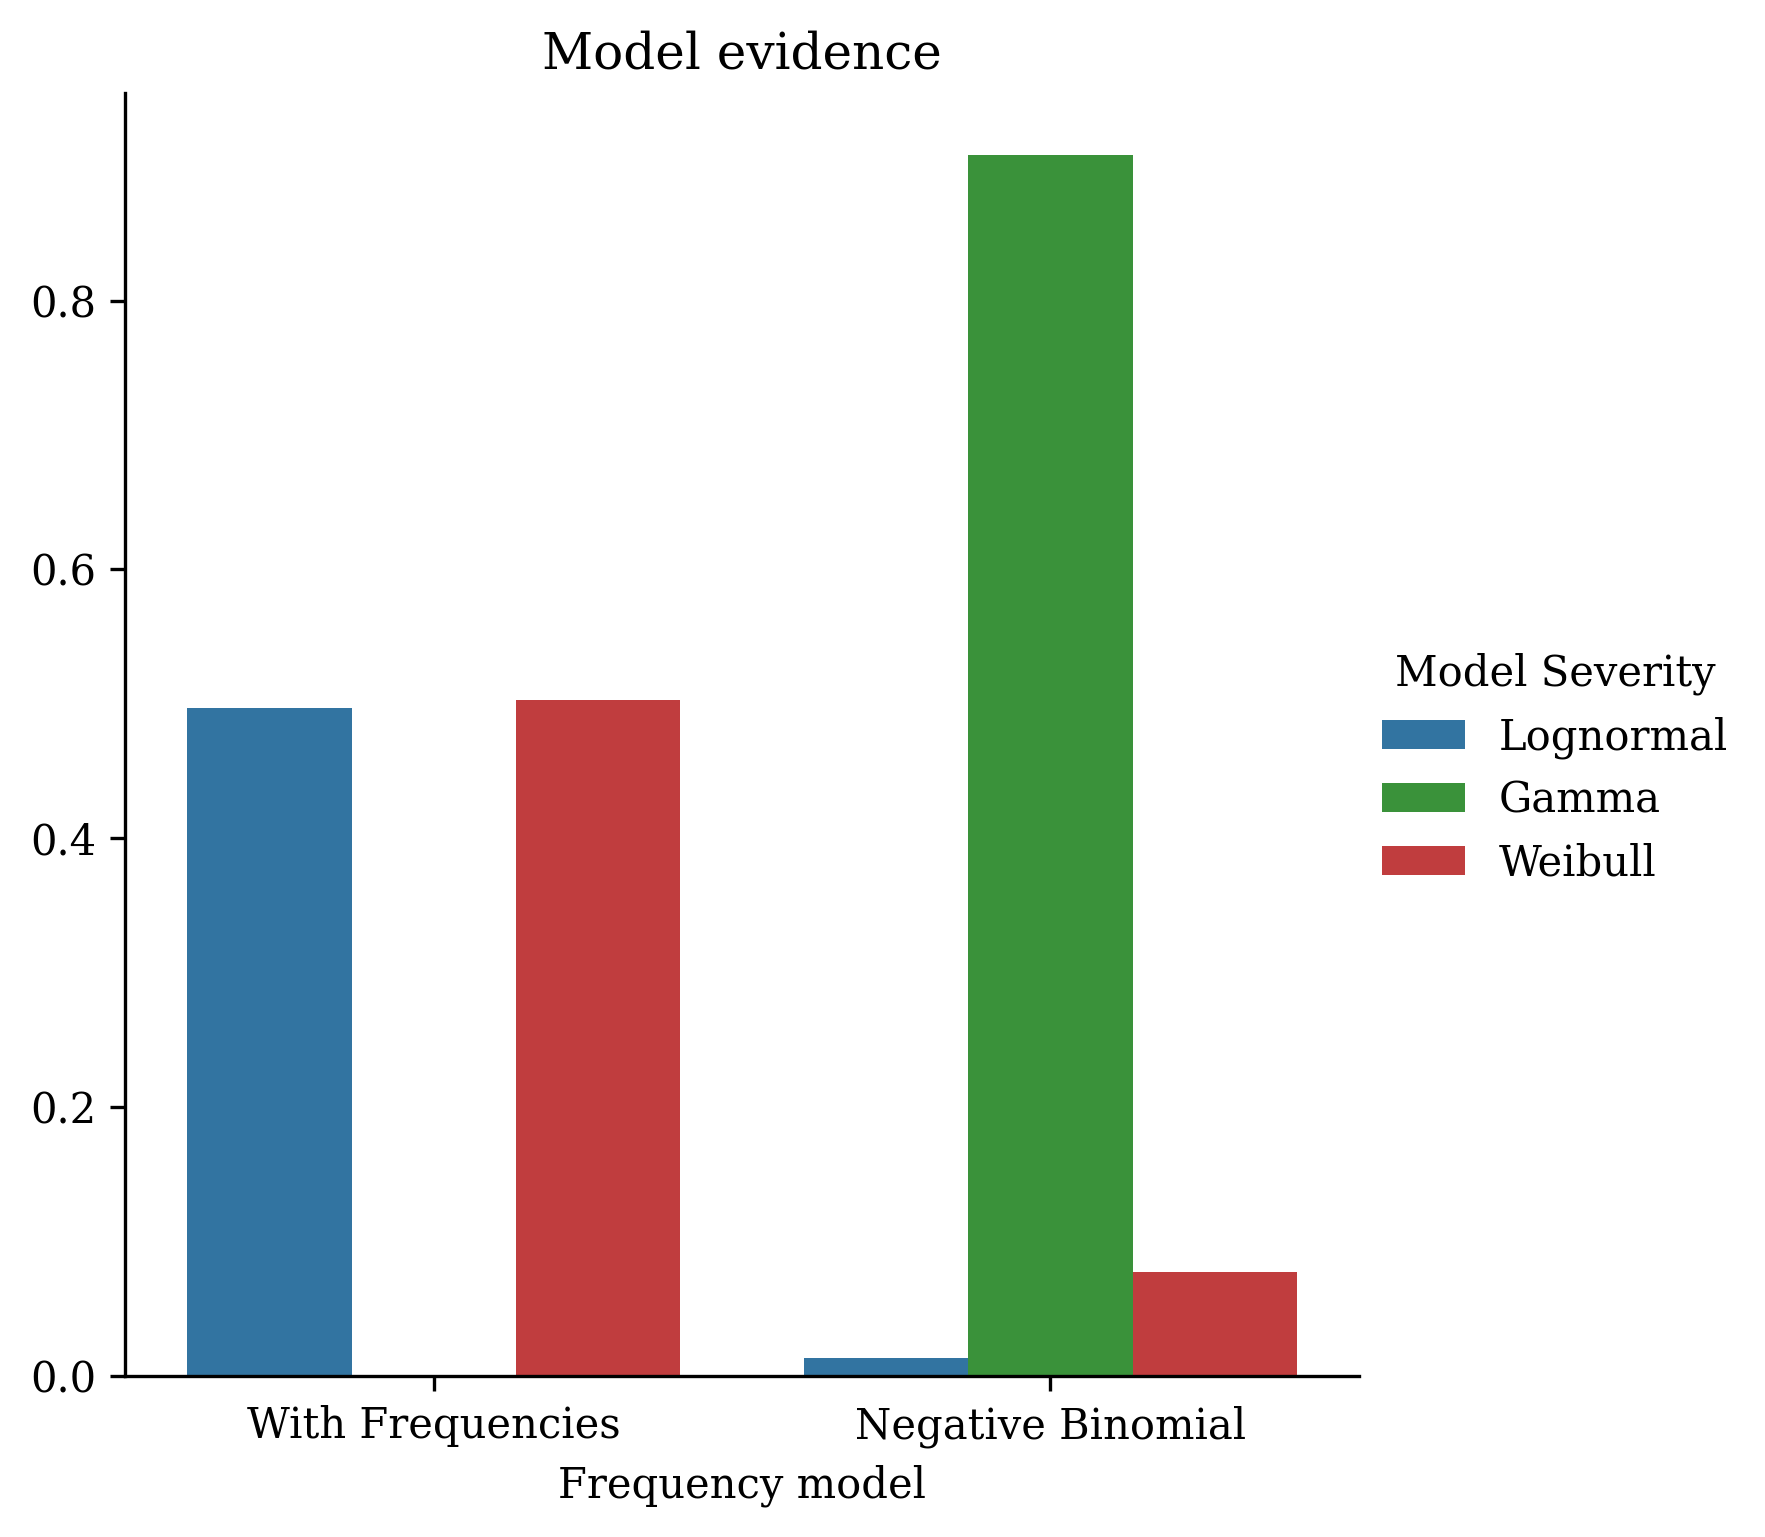 Model evidence
0.8
0.6
0.4
0.2
0.0
With Frequencies
Negative Binomial
Frequency model
Model Severity
Lognormal
Gamma
Weibull